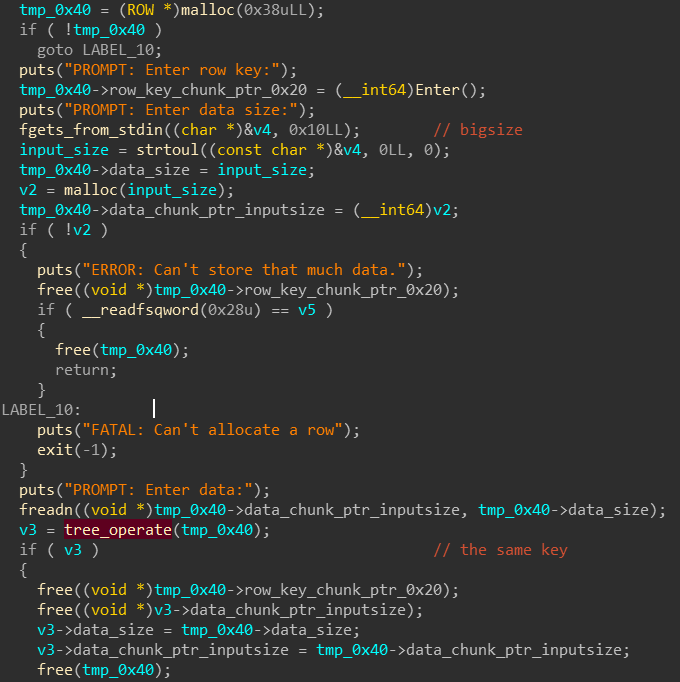 tmp_0x40 = (ROW *)malloc(0x38uLL);
if ( !tmp_0x40 )
goto LABEL_10;
puts("PROMPT: Enter row key:");
tmp_0x40->row_key_chunk_ptr_0x20 = (__int64)Enter();
puts("PROMPT: Enter data size:");
fgets_from_stdin((char *)&v4, 0x10LL); // bigsize
input_size = strtoul((const char *)&v4, 0LL, 0);
tmp_0x40->data_size = input_size;
v2 = malloc(input_size);
tmp_0x40->data_chunk_ptr_inputsize = (__int64)v2;
if ( !v2 )
{
puts("ERROR: Can't store that much data.");
free((void *)tmp_0x40->row_key_chunk_ptr_0x20);
if ( __readfsqword(0x28u) == v5 )
{
free(tmp_0x40);
return;
}
LABEL_10:
puts("FATAL: Can't allocate a row");
exit(-1);
}
puts("PROMPT: Enter data:");
freadn((void *)tmp_0x40->data_chunk_ptr_inputsize, tmp_0x40->data_size);
v3 = tree_operate(tmp_0x40);
if ( v3 ) // the same key
{
free((void *)tmp_0x40->row_key_chunk_ptr_0x20);
free((void *)v3->data_chunk_ptr_inputsize);
v3->data_size = tmp_0x40->data_size;
v3->data_chunk_ptr_inputsize = tmp_0x40->data_chunk_ptr_inputsize;
free(tmp_0x40);